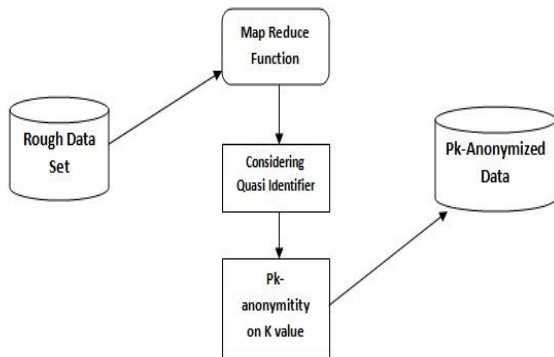 Map Reduce
Function
Rough Data
Set
Considering
Quasi Identifier
Pk-Anonymized
Data
Pk-
anonymitity
on K value